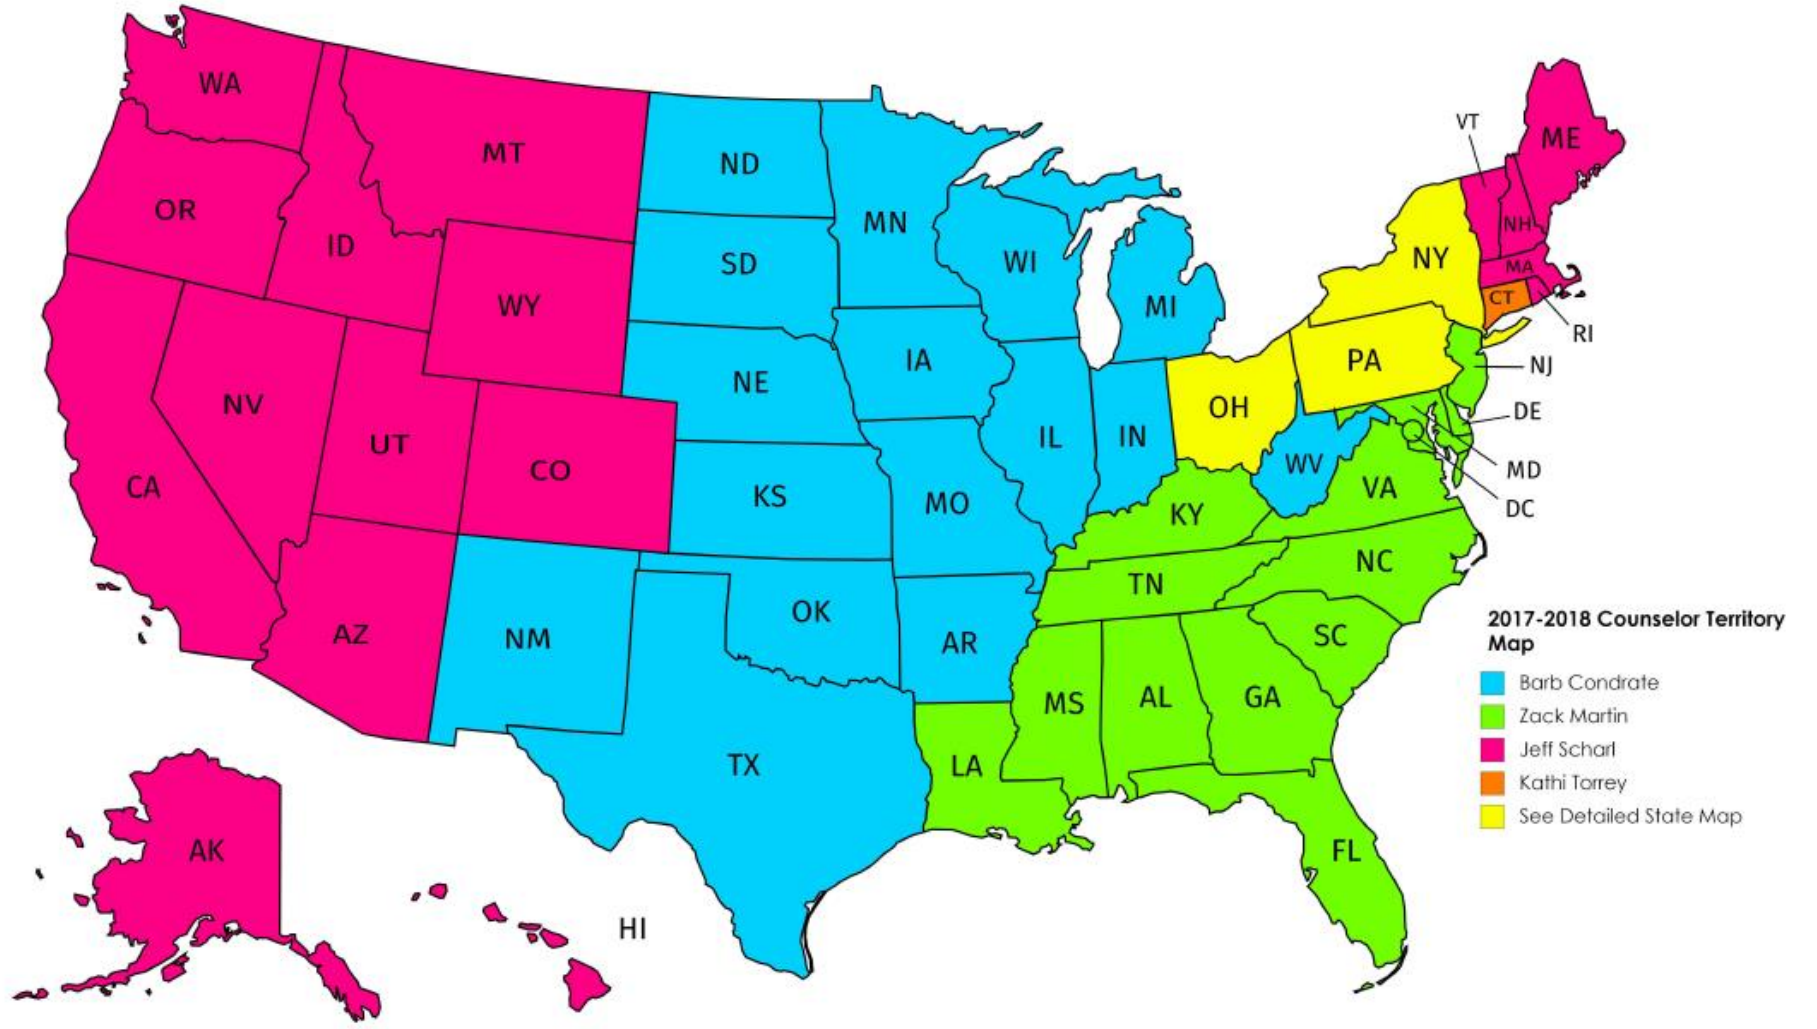 WA
MT
ND
MN
VT
ME
OR
ID
SD
WI
MI
NY
NH
MA
CT
RI
WY
NE
IA
PA
NJ
NV
UT
CO
CA
KS
MO
IL
IN
OH
WV
DE
MD
DC
KY
VA
NC
TN
AZ
NM
OK
AR
SC
MS
AL
GA
TX
LA
FL
AK
HI
2017-2018 Counselor Territory
Map
Barb Condrate
Zack Martin
Jeff Scharl
Kathi Torrey
See Detailed State Map